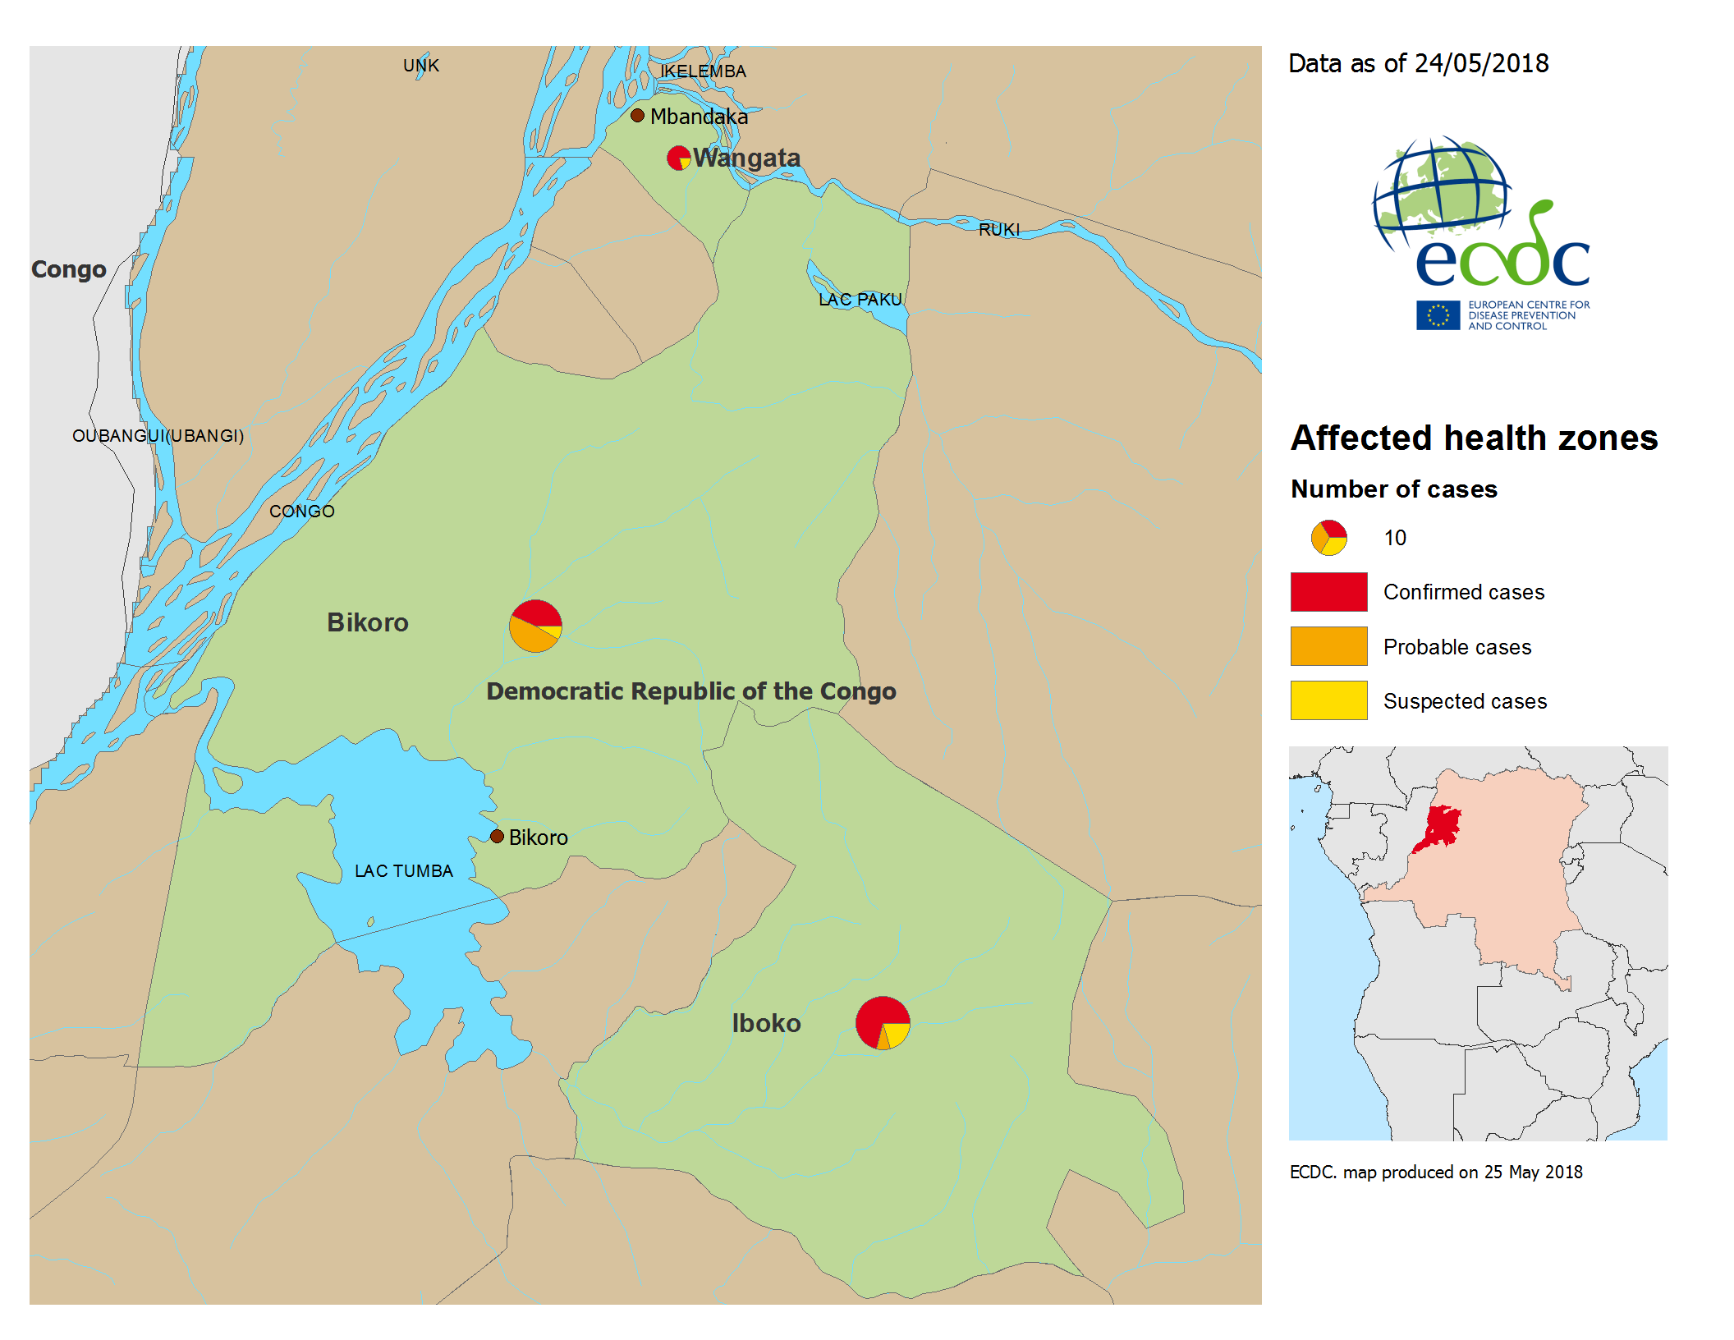 UNK
IKELEMBA
Mbandaka
Wangata
RUKI
Congo
LAC PAKU
OUBANGUI(UBANGI)
CONGO
Bikoro
Democratic Republic of the Congo
Bikoro
LAC TUMBA
Iboko
Data as of 24/05/2018
ecdc
EUROPEAN CENTRE FOR
DISEASE PREVENTION
AND CONTROL
Affected health zones
Number of cases
10
Confirmed cases
Probable cases
Suspected cases
ECDC. map produced on 25 May 2018